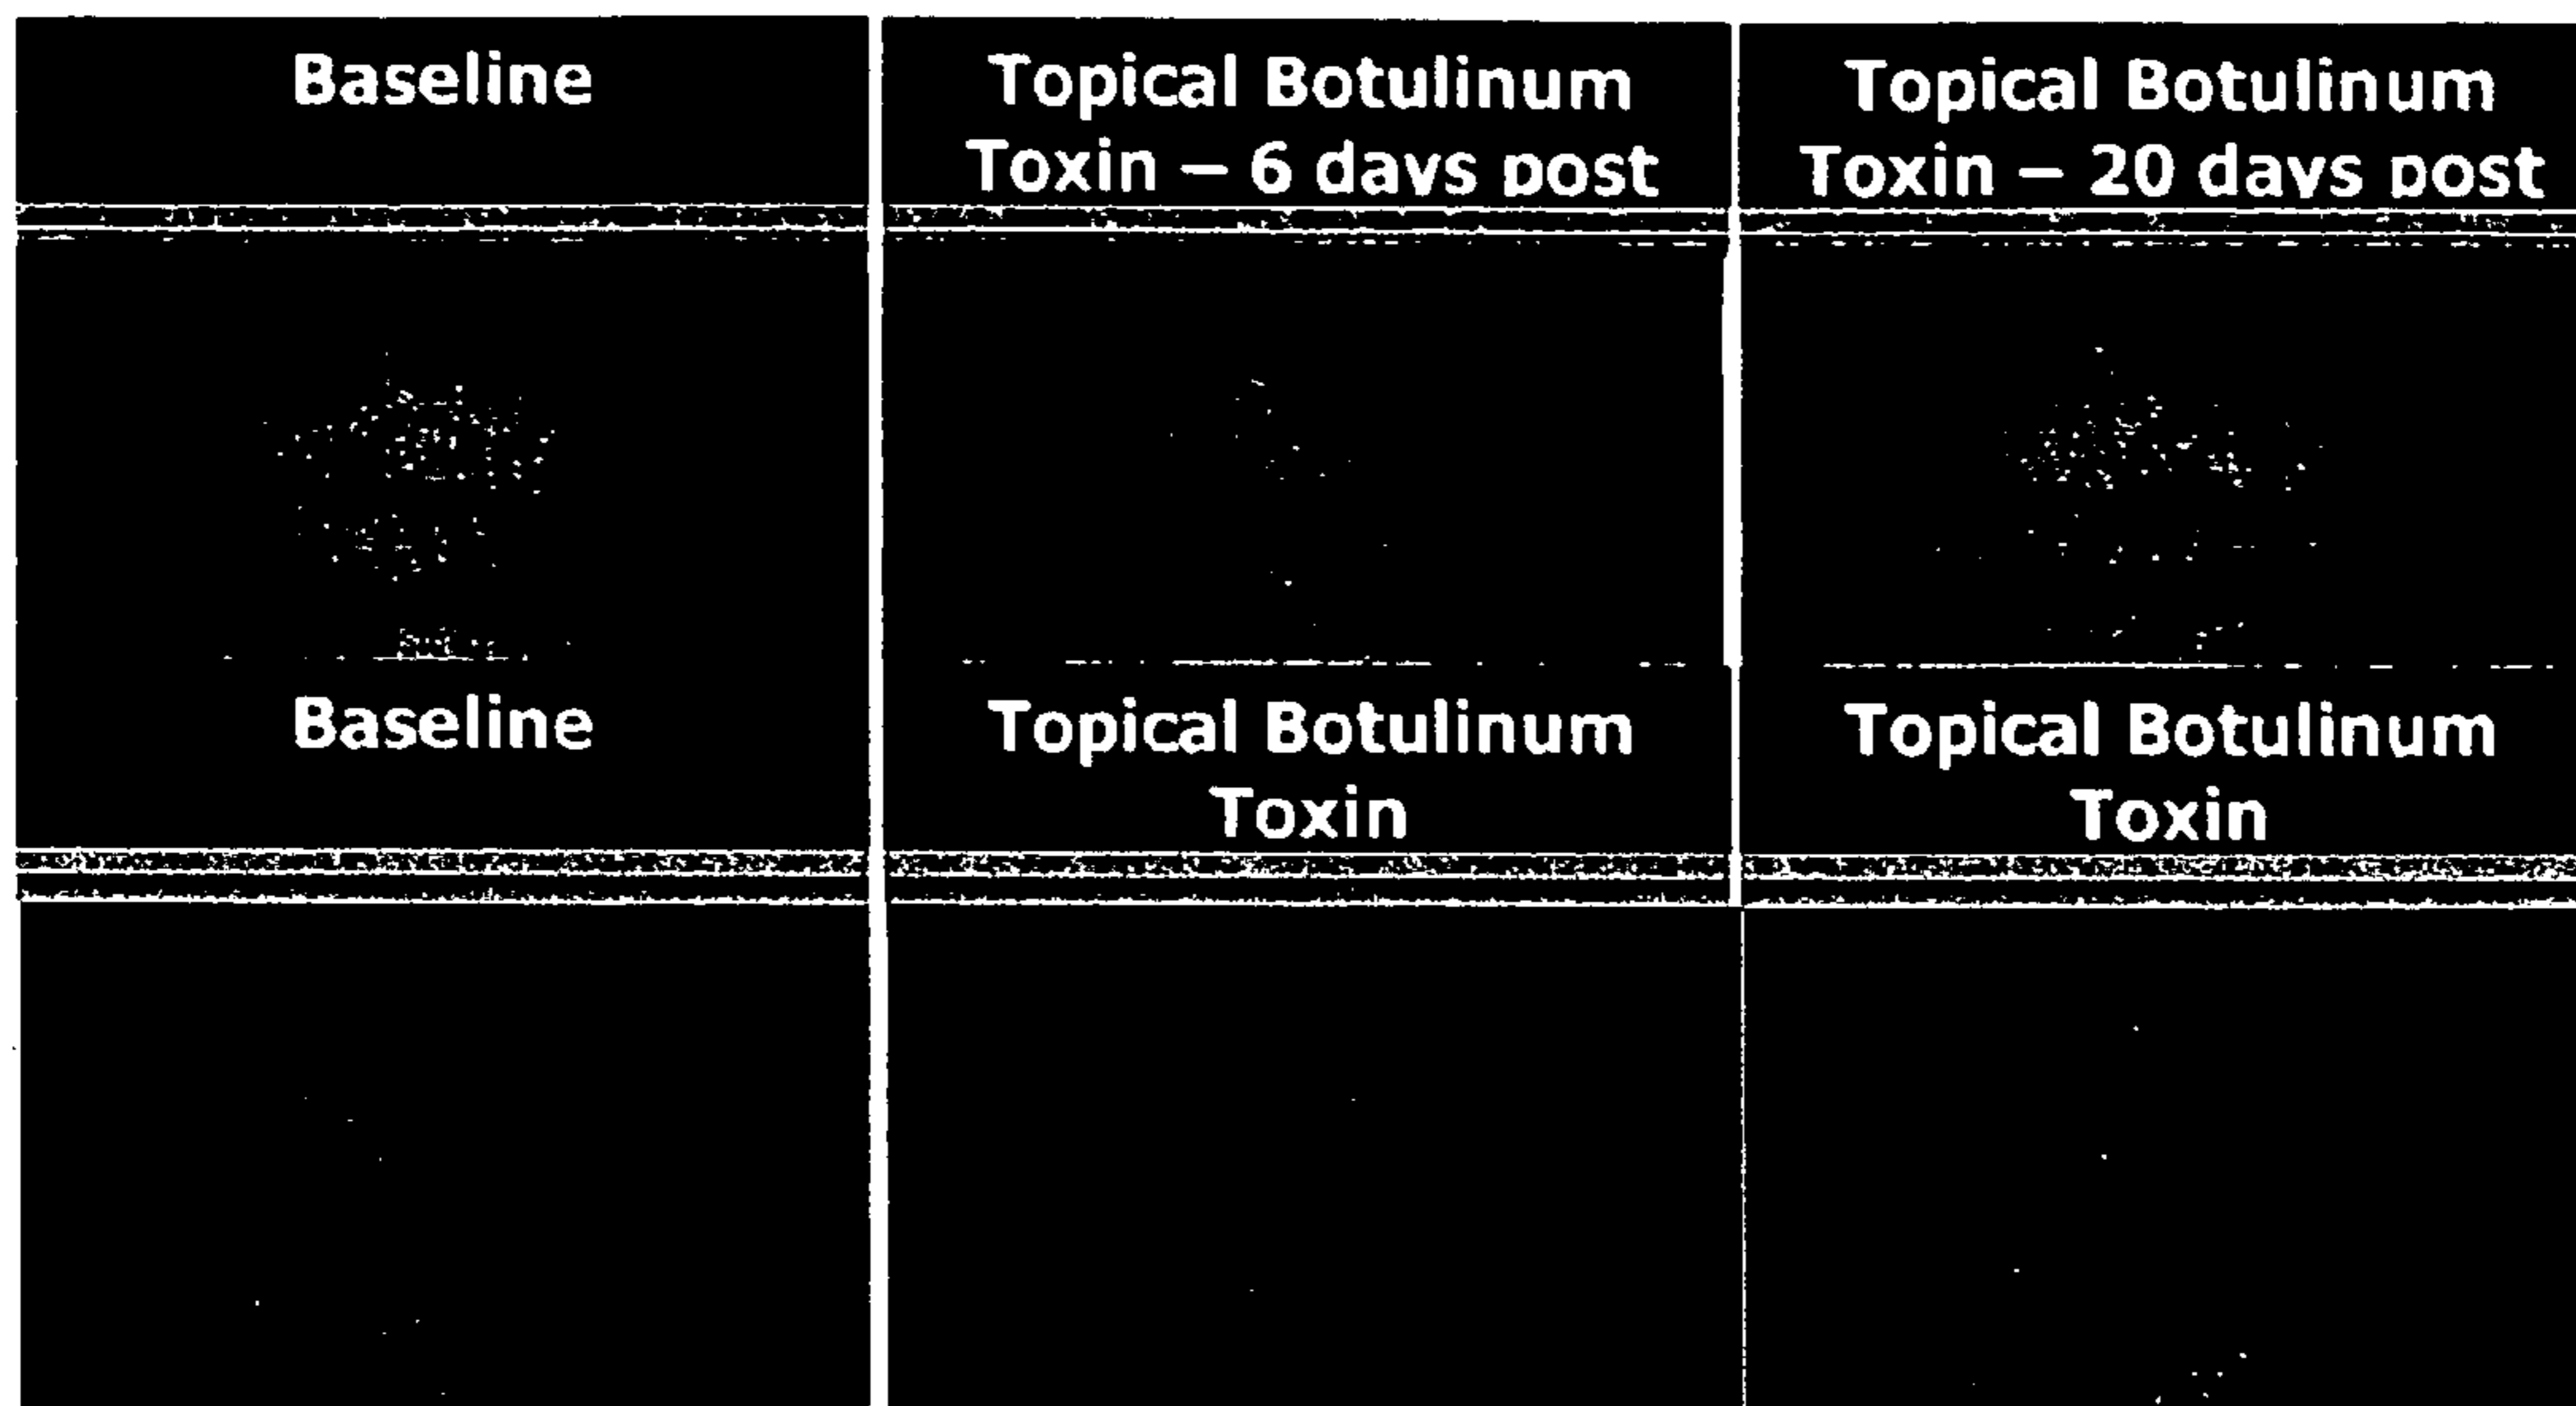 Baseline
Topical Botulinum
Toxin – 6 days post
Topical Botulinum
Toxin – 20 days post
Baseline
Topical Botulinum
Toxin
Topical Botulinum
Toxin